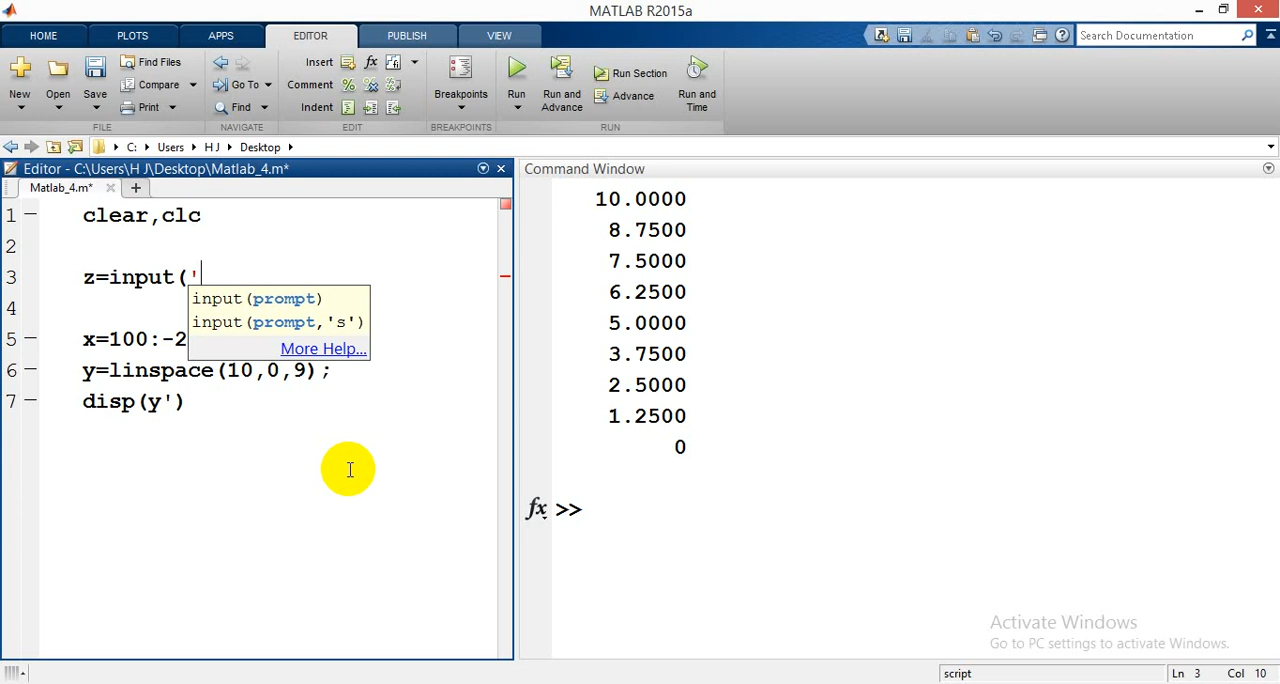 MATLAB R2015a
HOME PLOTS APPS EDITOR PUBLISH VIEW
Search Documentation
New Open Save Find Files Compare Print
FILE
Go To Find
NAVIGATE
Insert fx
Comment
Indent
EDIT
Breakpoints
BREAKPOINTS
Run Run and Advance Run Section Advance Run and Time
RUN
C: Users H J Desktop
Editor - C:\Users\H J\Desktop\Matlab_4.m*
Matlab_4.m*
1 clear,clc
2
3 z=input('
input(prompt)
input(prompt,'s')
More Help...
4
5 x=100:-2
6 y=linspace(10,0,9);
7 disp(y')
Command Window
10.0000
8.7500
7.5000
6.2500
5.0000
3.7500
2.5000
1.2500
0
fx >>
Activate Windows
Go to PC settings to activate Windows.
script Ln 3 Col 10